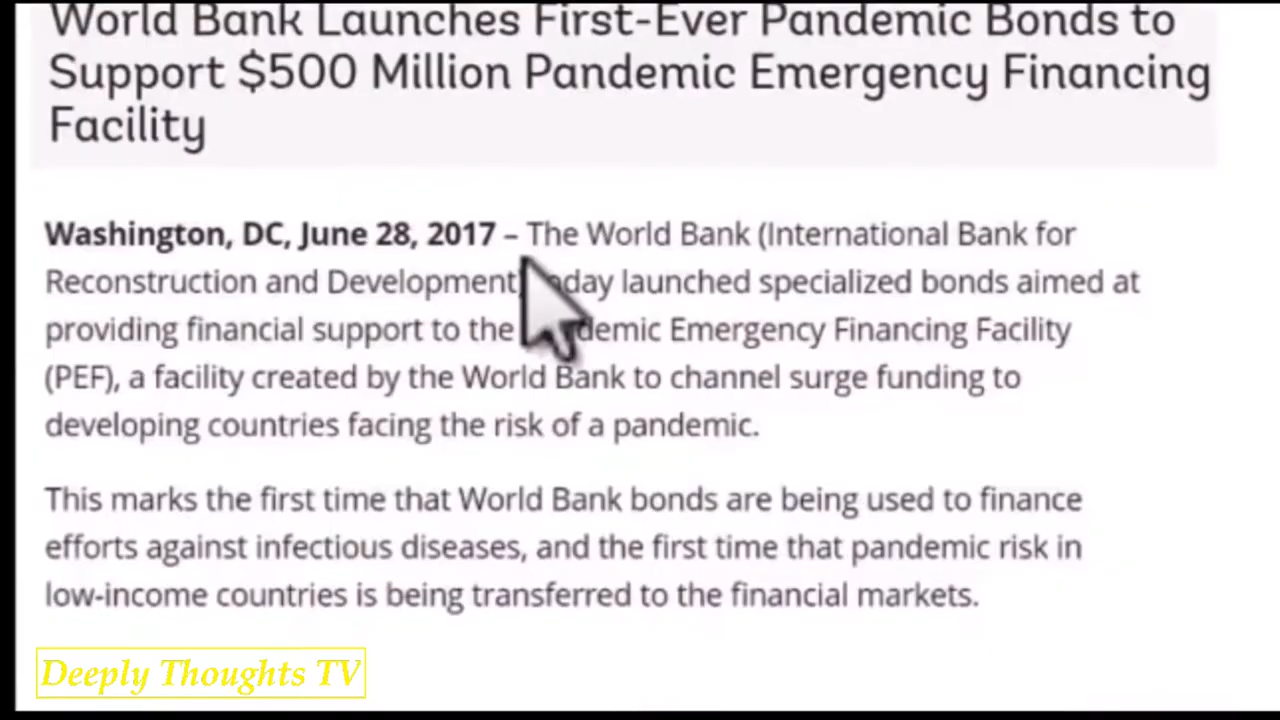 World Bank Launches First-Ever Pandemic Bonds to
Support $500 Million Pandemic Emergency Financing
Facility
Washington, DC, June 28, 2017 – The World Bank (International Bank for
Reconstruction and Development) today launched specialized bonds aimed at
providing financial support to the Pandemic Emergency Financing Facility
(PEF), a facility created by the World Bank to channel surge funding to
developing countries facing the risk of a pandemic.
This marks the first time that World Bank bonds are being used to finance
efforts against infectious diseases, and the first time that pandemic risk in
low-income countries is being transferred to the financial markets.
Deeply Thoughts TV